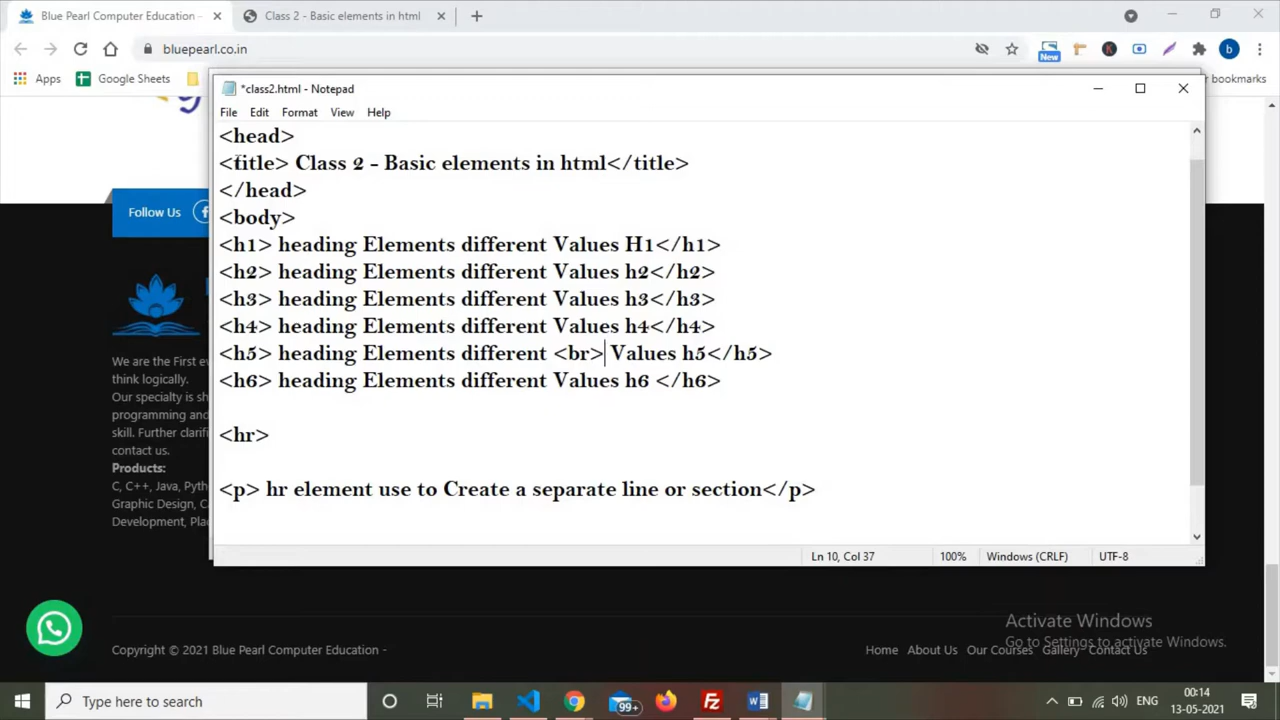 Blue Pearl Computer Education -
Class 2 - Basic elements in html
bluepearl.co.in
New
K
b
Apps
Google Sheets
r bookmarks
*class2.html - Notepad
File Edit Format View Help
<head>
<title> Class 2 - Basic elements in html</title>
</head>
<body>
<h1> heading Elements different Values H1</h1>
<h2> heading Elements different Values h2</h2>
<h3> heading Elements different Values h3</h3>
<h4> heading Elements different Values h4</h4>
<h5> heading Elements different <br> Values h5</h5>
<h6> heading Elements different Values h6 </h6>
<hr>
<p> hr element use to Create a separate line or section</p>
Ln 10, Col 37
100%
Windows (CRLF)
UTF-8
Follow Us
We are the First e
think logically.
Our specialty is sh
programming and
skill. Further clarifi
contact us.
Products:
C, C++, Java, Pyth
Graphic Design, C
Development, Pla
Activate Windows
Go to Settings to activate Windows.
Copyright © 2021 Blue Pearl Computer Education -
Home About Us Our Courses Gallery Contact Us
Type here to search
99+
Fz
ENG
00:14
13-05-2021